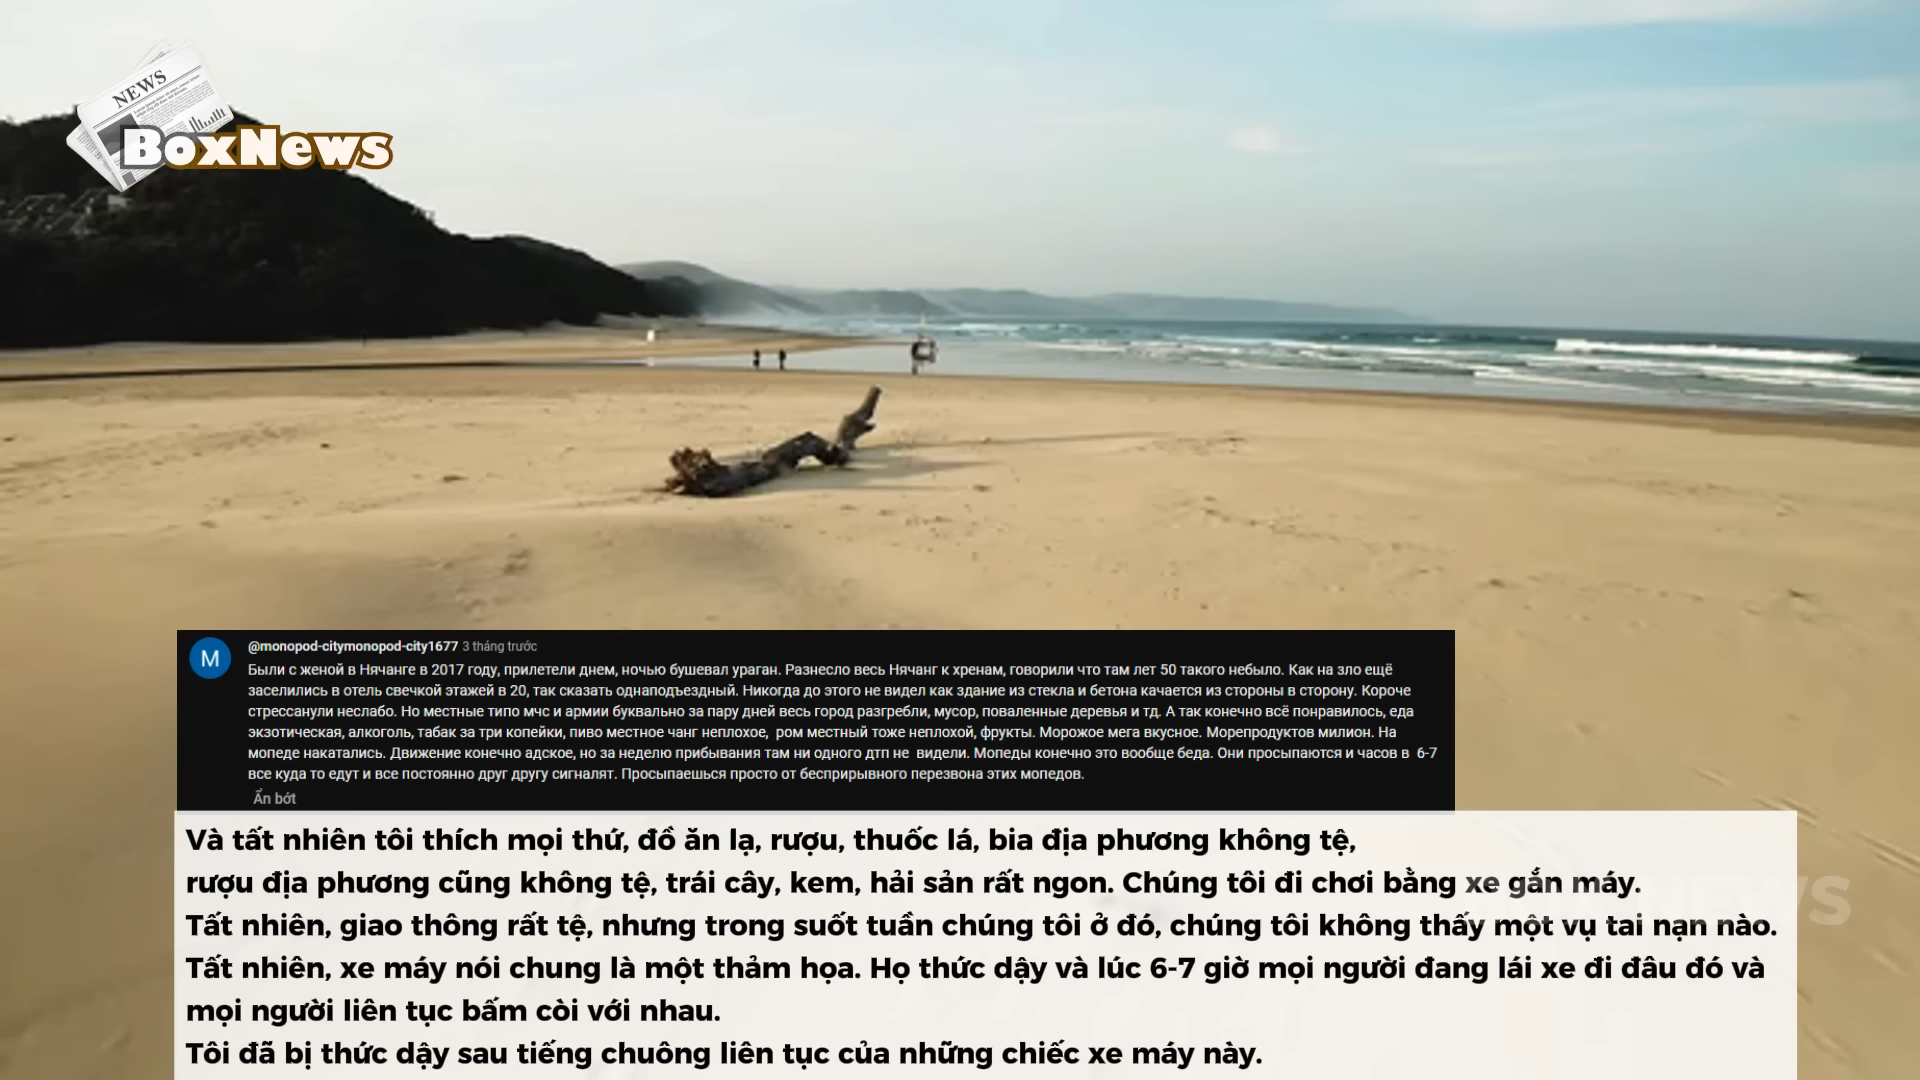 NEWS
BoxNews
M
@monopod-citymonopod-city1677 3 tháng trước
Были с женой в Нячанге в 2017 году, прилетели днем, ночью бушевал ураган. Разнесло весь Нячанг к хренам, говорили что там лет 50 такого небыло. Как на зло ещё
заселились в отель свечкой этажей в 20, так сказать однаподъездный. Никогда до этого не видел как здание из стекла и бетона качается из стороны в сторону. Короче
стрессанули неслабо. Но местные типо мчс и армии буквально за пару дней весь город разгребли, мусор, поваленные деревья и тд. А так конечно всё понравилось, еда
экзотическая, алкоголь, табак за три копейки, пиво местное чанг неплохое, ром местный тоже неплохой, фрукты. Морожое мега вкусное. Морепродуктов милион. На
мопеде накатались. Движение конечно адское, но за неделю прибывания там ни одного дтп не видели. Мопеды конечно это вообще беда. Они просыпаются и часов в 6-7
все куда то едут и все постоянно друг другу сигналят. Просыпаешься просто от бесприрывного перезвона этих мопедов.
Ẩn bớt
Và tất nhiên tôi thích mọi thứ, đồ ăn lạ, rượu, thuốc lá, bia địa phương không tệ,
rượu địa phương cũng không tệ, trái cây, kem, hải sản rất ngon. Chúng tôi đi chơi bằng xe gắn máy.
Tất nhiên, giao thông rất tệ, nhưng trong suốt tuần chúng tôi ở đó, chúng tôi không thấy một vụ tai nạn nào.
Tất nhiên, xe máy nói chung là một thảm họa. Họ thức dậy và lúc 6-7 giờ mọi người đang lái xe đi đâu đó và
mọi người liên tục bấm còi với nhau.
Tôi đã bị thức dậy sau tiếng chuông liên tục của những chiếc xe máy này.